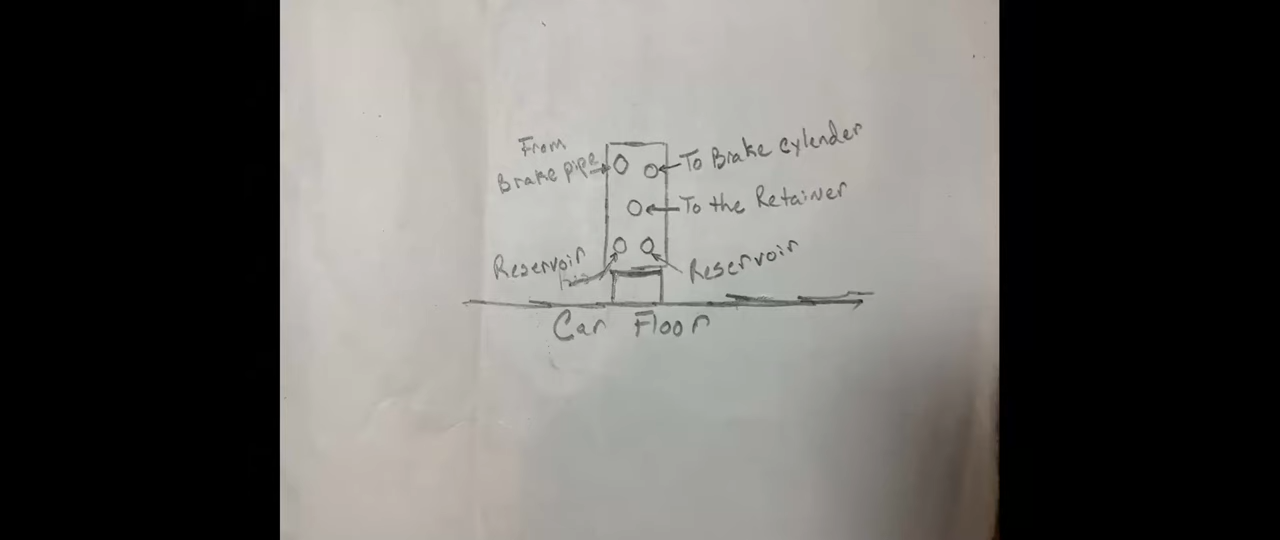 From
Brake pipe
To Brake cylender
To the Retainer
Reservoir
Reservoir
Car Floor